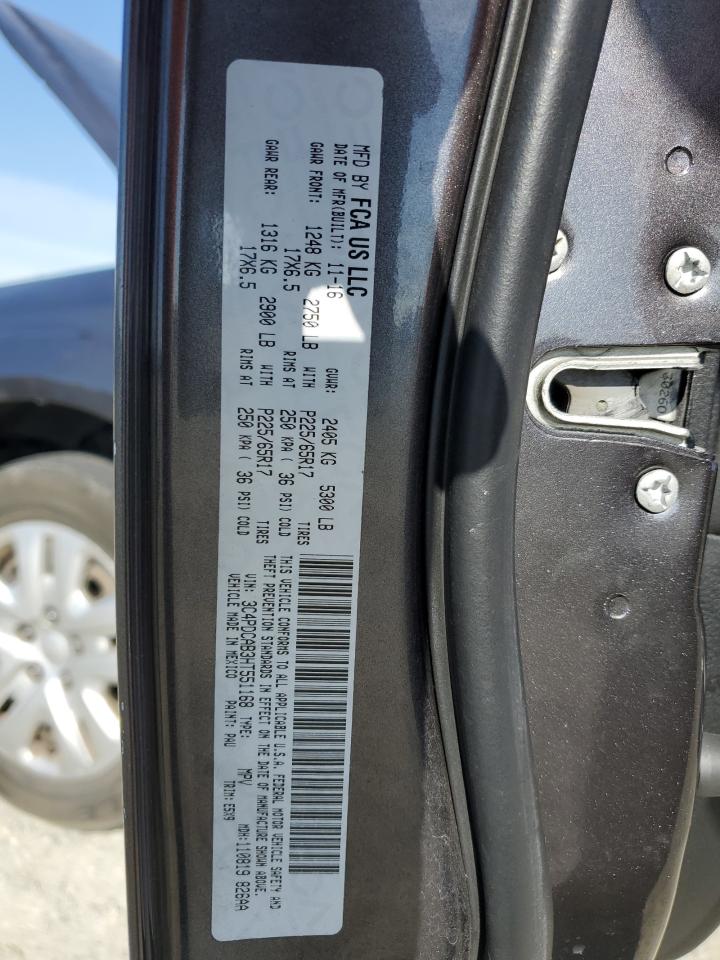 MFD BY FCA US LLC
DATE OF MFR(BUILT): 11-16 GVWR: 2405 KG 5300 LB
GAWR FRONT: 1248 KG 2750 LB WITH P225/65R17 TIRES
17X6.5 RIMS AT 250 KPA ( 36 PSI) COLD
GAWR REAR: 1316 KG 2900 LB WITH P225/65R17 TIRES
17X6.5 RIMS AT 250 KPA ( 36 PSI) COLD
THIS VEHICLE CONFORMS TO ALL APPLICABLE U.S.A. FEDERAL MOTOR VEHICLE SAFETY AND
THEFT PREVENTION STANDARDS IN EFFECT ON THE DATE OF MANUFACTURE SHOWN ABOVE.
VIN: 3C4PDCAB3HT551168 TYPE: MPV MDH:110819 826AA
VEHICLE MADE IN MEXICO PAINT: PAU TRIM: E5X9